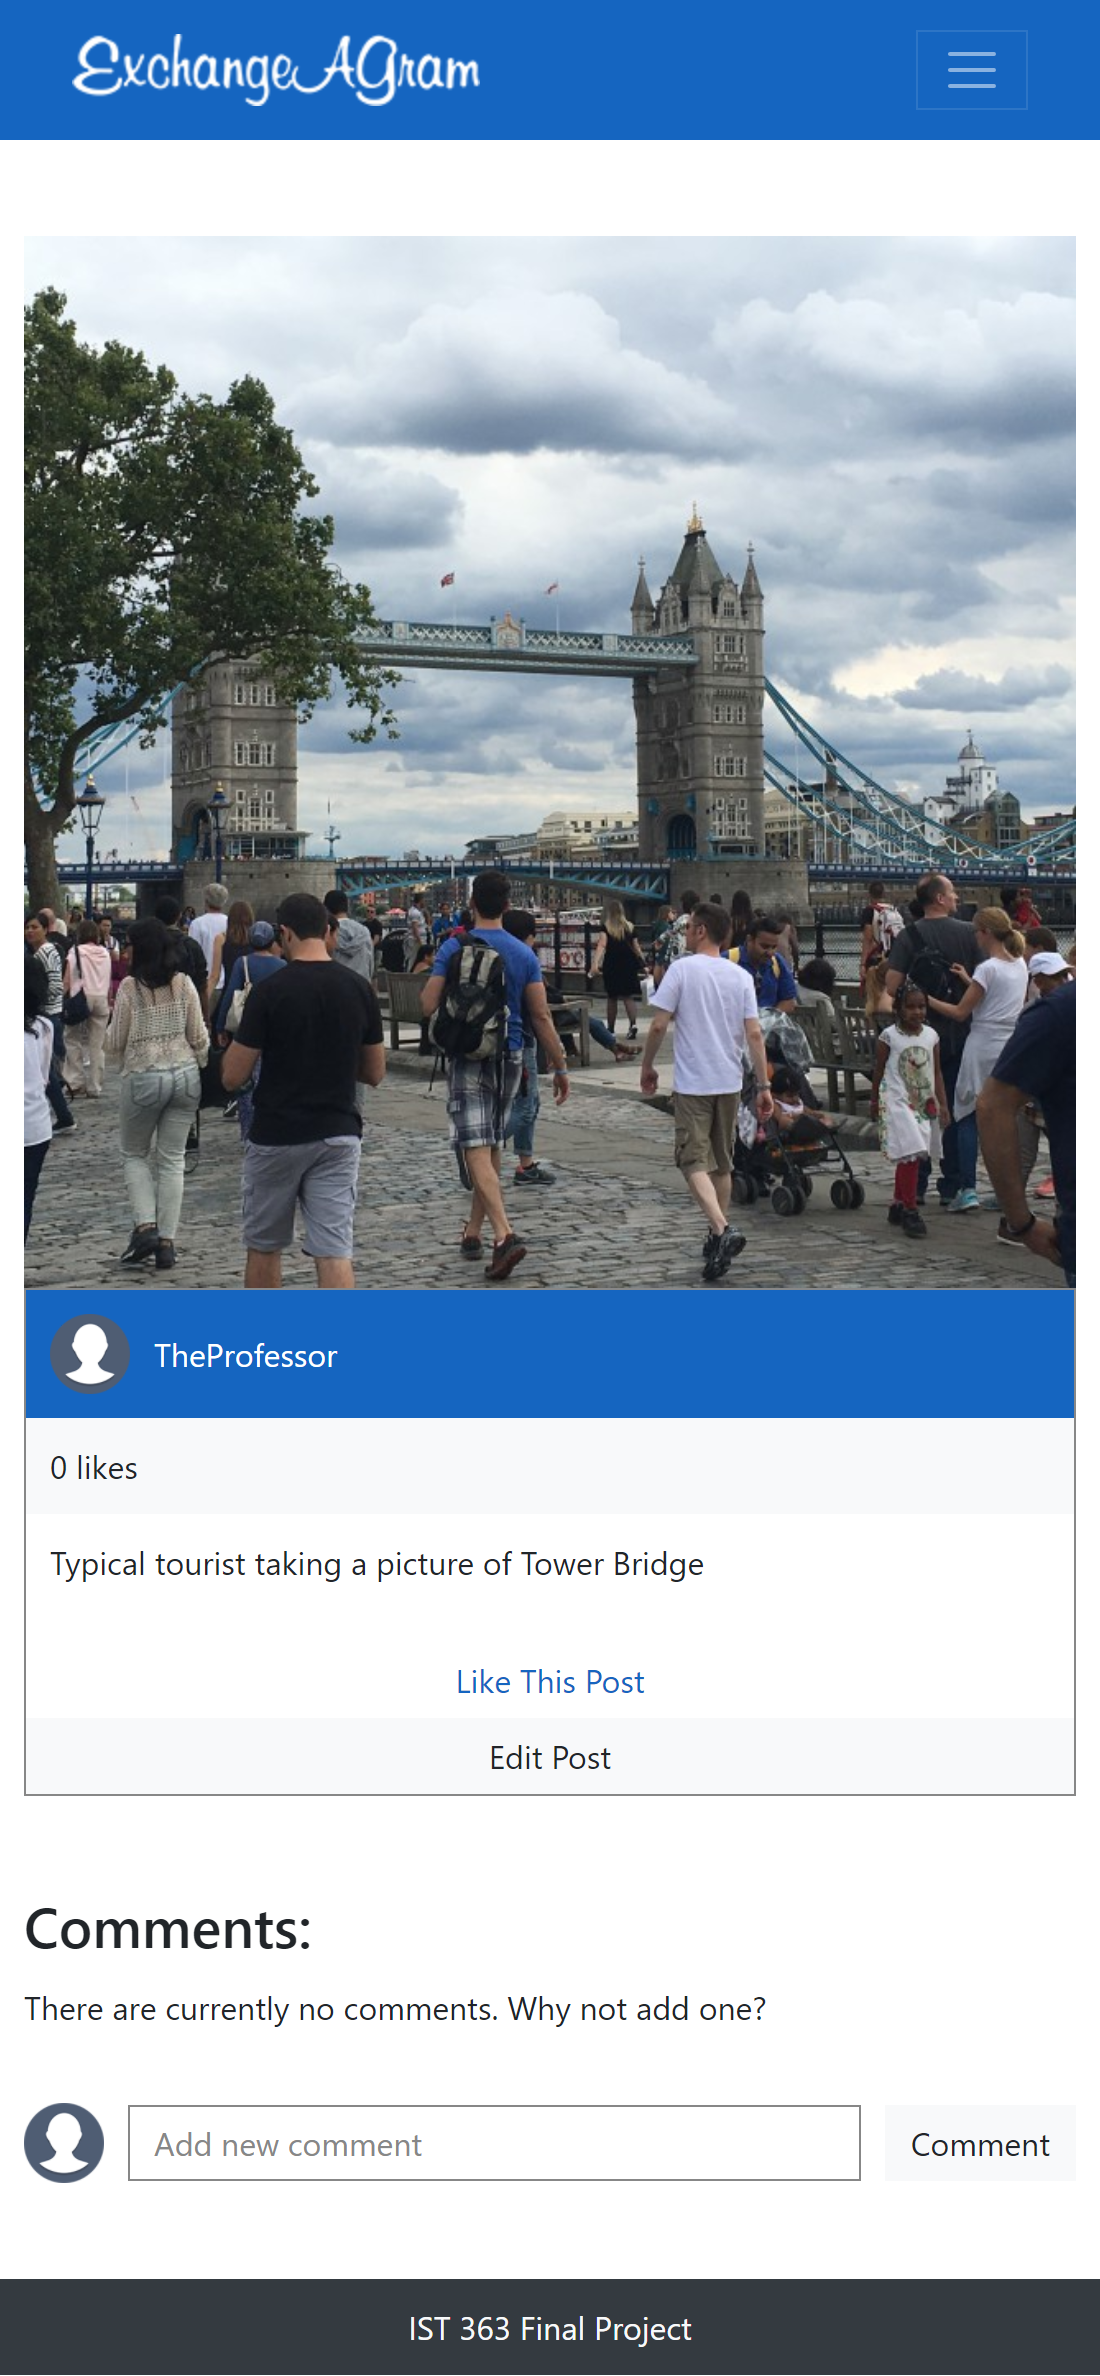 ExchangeAGram
TheProfessor
0 likes
Typical tourist taking a picture of Tower Bridge
Like This Post
Edit Post
Comments:
There are currently no comments. Why not add one?
Add new comment
Comment
IST 363 Final Project